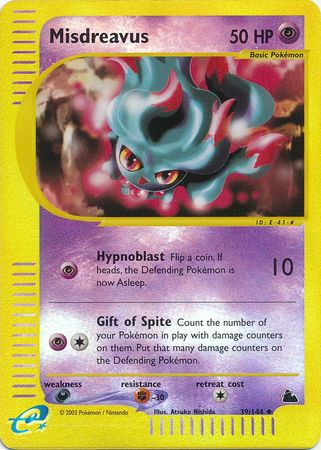 Misdreavus 50 HP
Basic Pokémon
ID: E-41-#
Hypnoblast Flip a coin. If
heads, the Defending Pokémon is
now Asleep.
10
Gift of Spite Count the number of
your Pokémon in play with damage counters
on them. Put that many damage counters on
the Defending Pokémon.
weakness resistance retreat cost
-30
e © 2003 Pokémon / Nintendo Illus. Atsuko Nishida 39/144